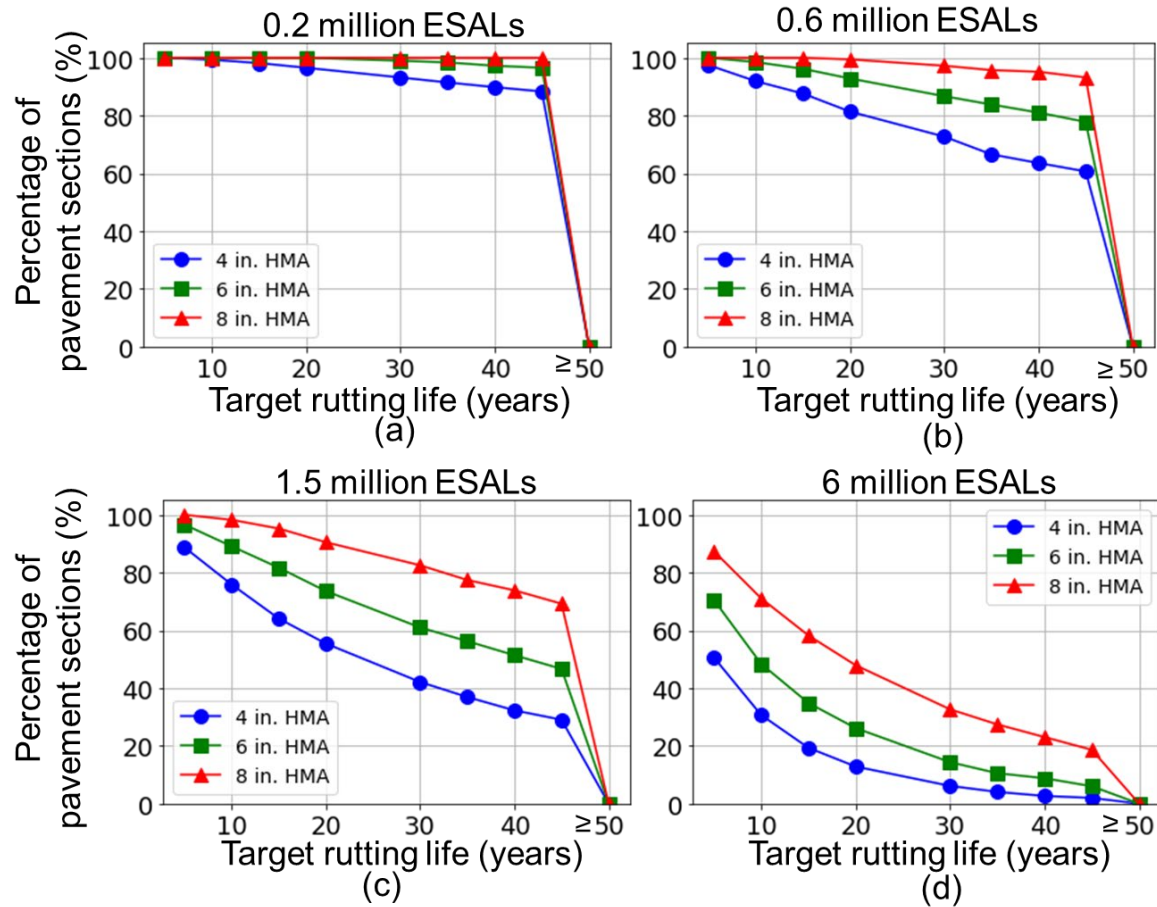 0.2 million ESALs
Percentage of
pavement sections (%)
100
80
60
40
20
0
4 in. HMA
6 in. HMA
8 in. HMA
10 20 30 40 ≥50
Target rutting life (years)
(a)
0.6 million ESALs
100
80
60
40
20
0
4 in. HMA
6 in. HMA
8 in. HMA
10 20 30 40 ≥50
Target rutting life (years)
(b)
1.5 million ESALs
Percentage of
pavement sections (%)
100
80
60
40
20
0
4 in. HMA
6 in. HMA
8 in. HMA
10 20 30 40 ≥50
Target rutting life (years)
(c)
6 million ESALs
100
80
60
40
20
0
4 in. HMA
6 in. HMA
8 in. HMA
10 20 30 40 ≥50
Target rutting life (years)
(d)